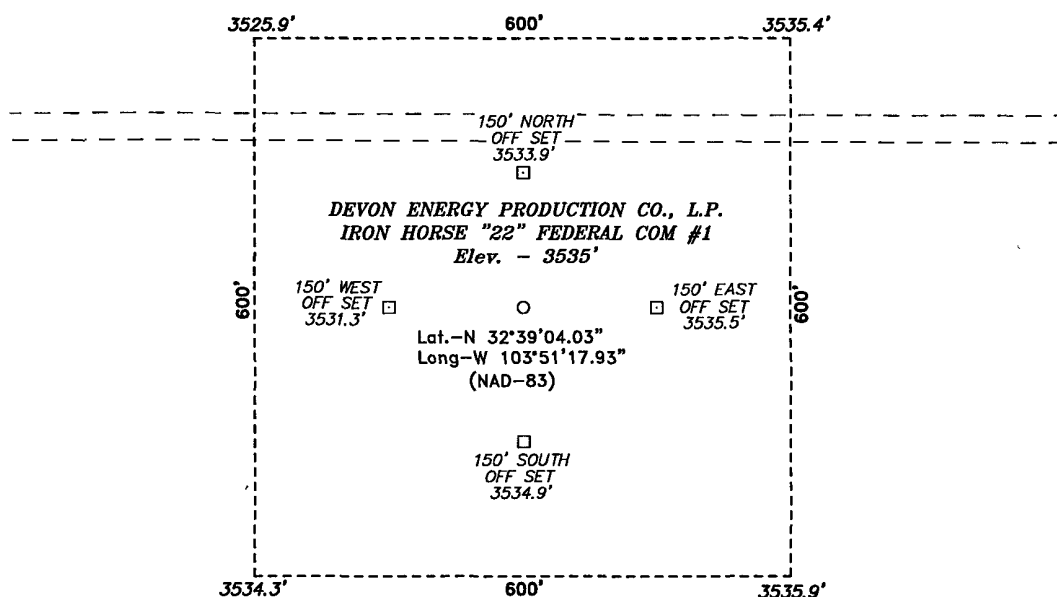 3525.9' 600' 3535.4'
150' NORTH
OFF SET
3533.9'
DEVON ENERGY PRODUCTION CO., L.P.
IRON HORSE "22" FEDERAL COM #1
Elev. - 3535'
600'
150' WEST
OFF SET
3531.3'
150' EAST
OFF SET
3535.5'
600'
Lat.-N 32°39'04.03"
Long-W 103°51'17.93"
(NAD-83)
150' SOUTH
OFF SET
3534.9'
3534.3' 600' 3535.9'